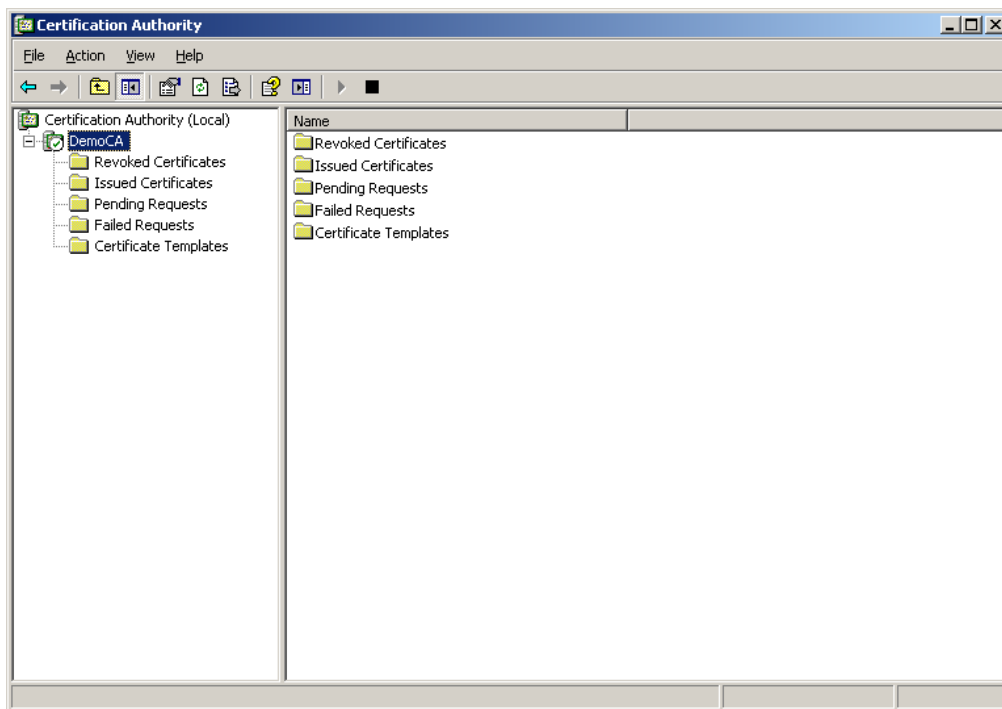 Certification Authority
File Action View Help
Certification Authority (Local)
DemoCA
Revoked Certificates
Issued Certificates
Pending Requests
Failed Requests
Certificate Templates
Name
Revoked Certificates
Issued Certificates
Pending Requests
Failed Requests
Certificate Templates